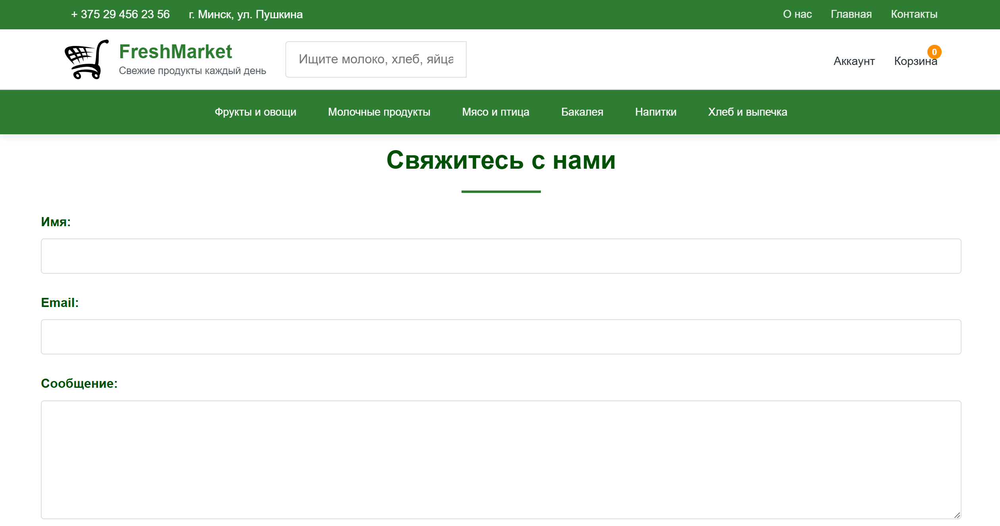 + 375 29 456 23 56 г. Минск, ул. Пушкина О нас Главная Контакты
FreshMarket
Свежие продукты каждый день
Ищите молоко, хлеб, яйца
Аккаунт Корзина 0
Фрукты и овощи Молочные продукты Мясо и птица Бакалея Напитки Хлеб и выпечка
Свяжитесь с нами
Имя:
Email:
Сообщение: